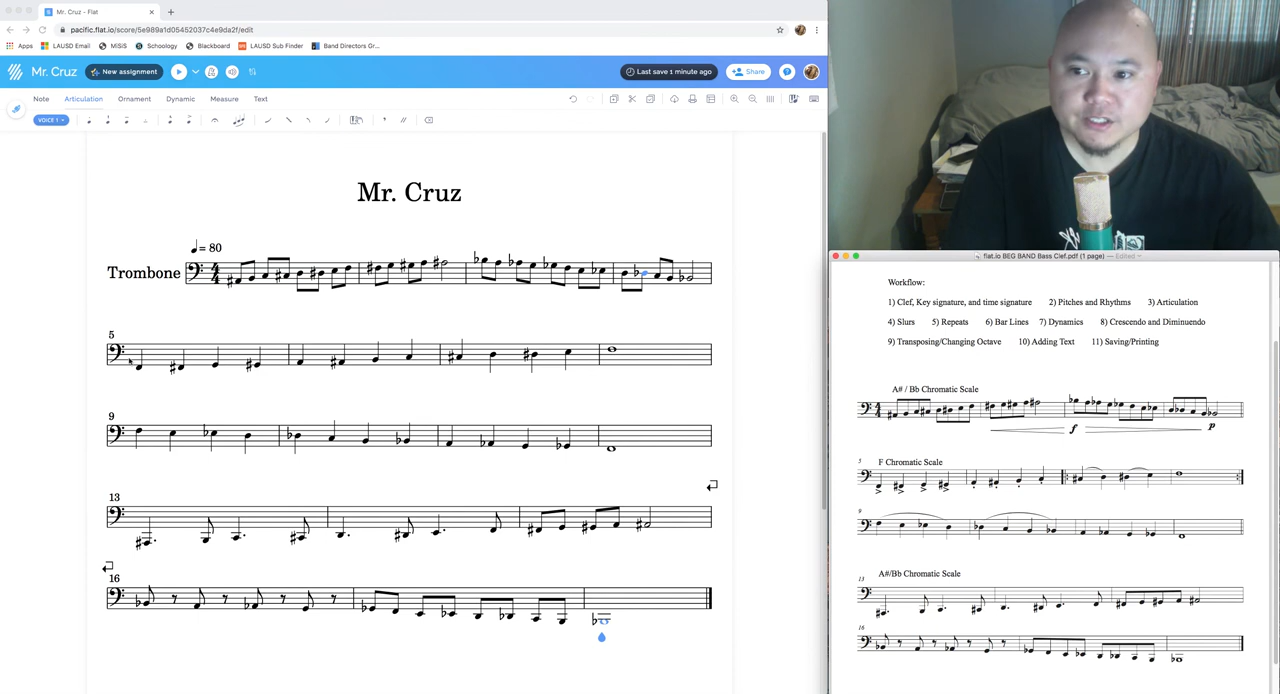 Mr. Cruz - Flat
pacific.flat.io/score/5e989a1d05452037c4e9da2f/edit
Apps LAUSD Email MiSiS Schoology Blackboard LAUSD Sub Finder Band Directors Gr...
Mr. Cruz New assignment Last save 1 minute ago Share
Note Articulation Ornament Dynamic Measure Text
VOICE 1
Mr. Cruz
= 80
Trombone
5
9
13
16
flat.io BEG BAND Bass Clef.pdf (1 page) — Edited
Workflow:
1) Clef, Key signature, and time signature 2) Pitches and Rhythms 3) Articulation
4) Slurs 5) Repeats 6) Bar Lines 7) Dynamics 8) Crescendo and Diminuendo
9) Transposing/Changing Octave 10) Adding Text 11) Saving/Printing
A# / Bb Chromatic Scale
f p
5 F Chromatic Scale
9
13 A#/Bb Chromatic Scale
16